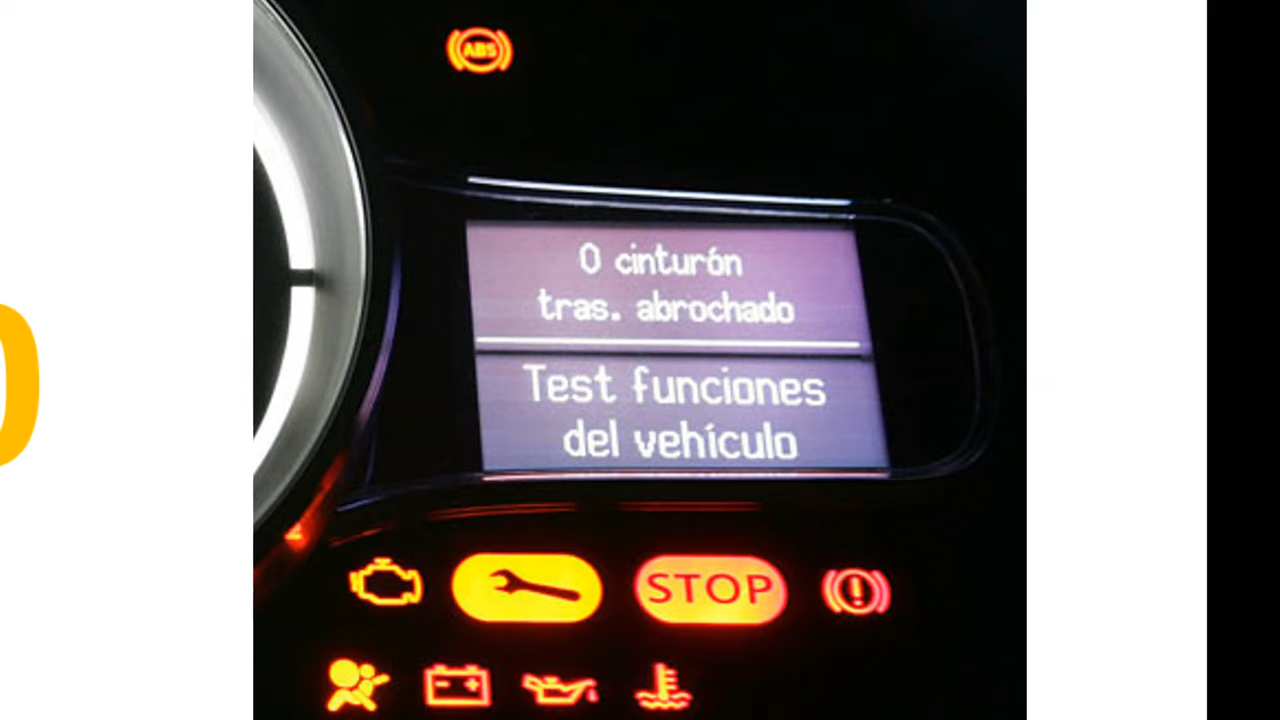 ABS
0 cinturón
tras. abrochado
Test funciones
del vehículo
STOP